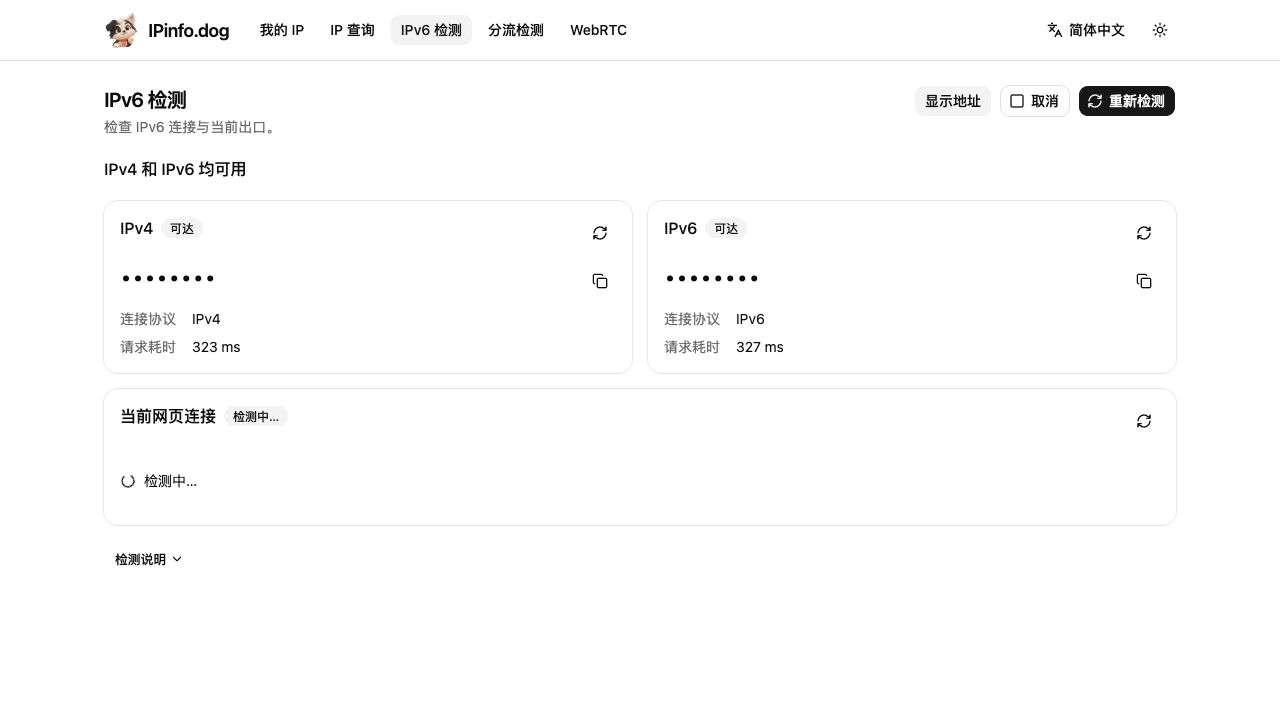 IPinfo.dog 我的 IP IP 查询 IPv6 检测 分流检测 WebRTC 简体中文
IPv6 检测
检查 IPv6 连接与当前出口。
显示地址 取消 重新检测
IPv4 和 IPv6 均可用
IPv4 可达
••••••••
连接协议 IPv4
请求耗时 323 ms
IPv6 可达
••••••••
连接协议 IPv6
请求耗时 327 ms
当前网页连接 检测中...
检测中...
检测说明